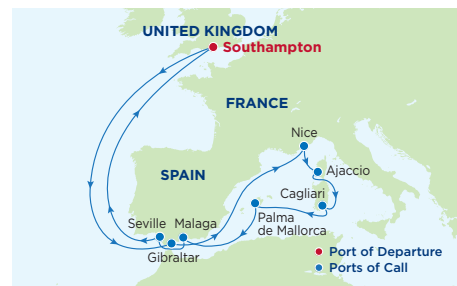 UNITED KINGDOM
Southampton
FRANCE
Nice
Ajaccio
SPAIN
Cagliari
Seville
Malaga
Palma
de Mallorca
Gibraltar
Port of Departure
Ports of Call